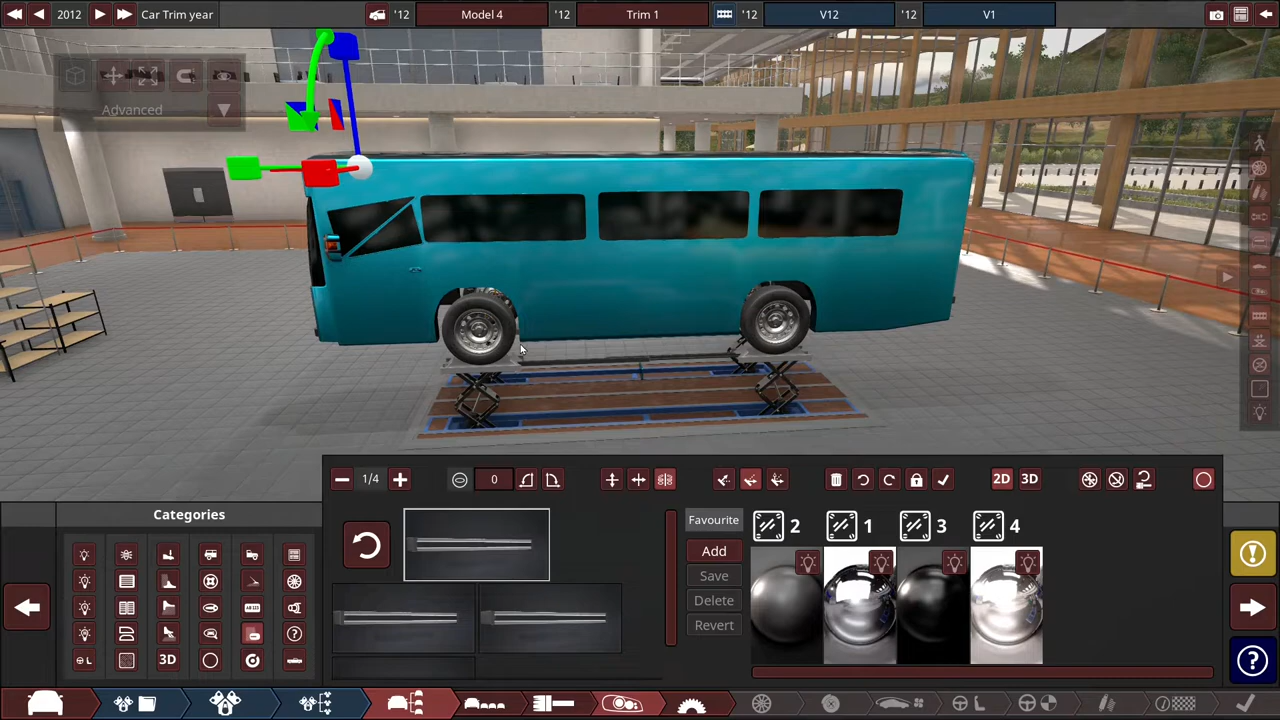 2012 Car Trim year '12 Model 4 '12 Trim 1 '12 V12 '12 V1
Advanced
1/4 0 2D 3D
Categories
Favourite 2 1 3 4
Add
Save
Delete
Revert
3D
L
?
?